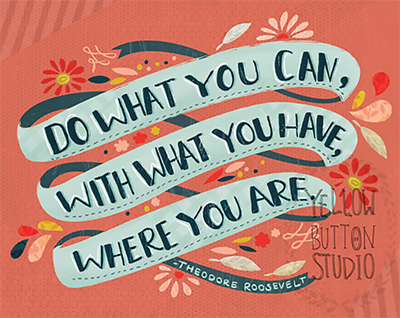 DO WHAT YOU CAN,
WITH WHAT YOU HAVE,
WHERE YOU ARE.
-THEODORE ROOSEVELT
YELLOW
BUTTON
STUDIO